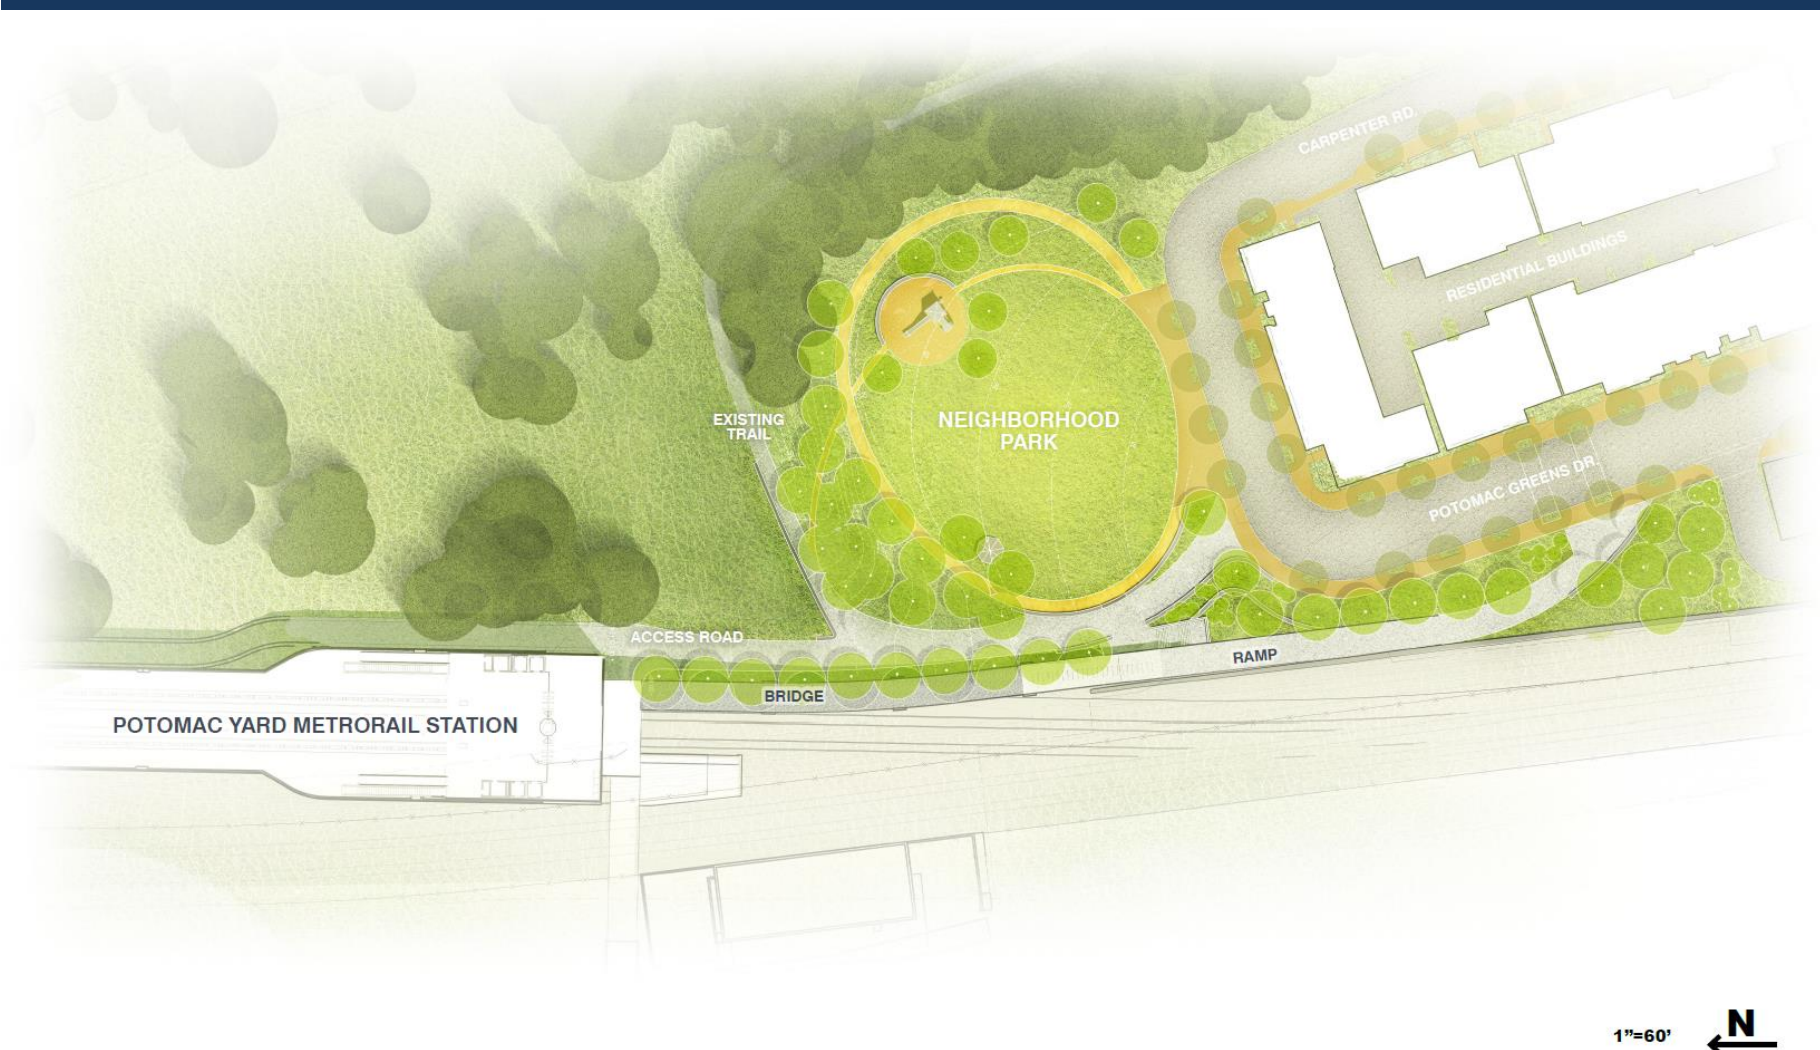 CARPENTER RD.
RESIDENTIAL BUILDINGS
EXISTING
TRAIL
NEIGHBORHOOD
PARK
POTOMAC GREENS DR.
ACCESS ROAD
RAMP
BRIDGE
POTOMAC YARD METRORAIL STATION
N
1”=60’